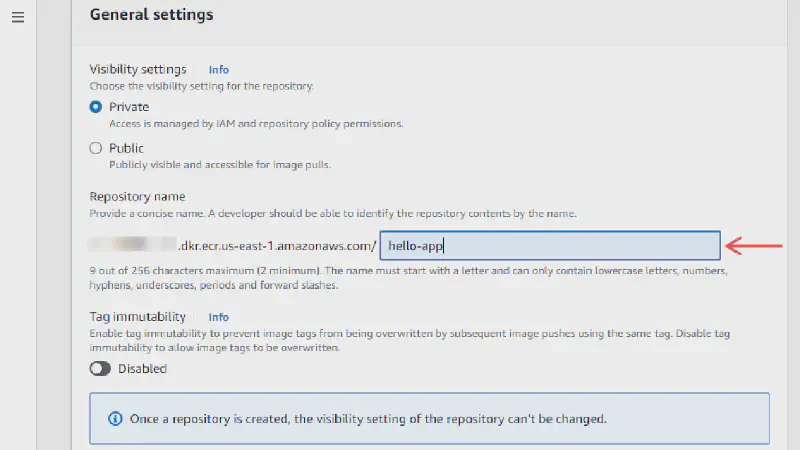 General settings
Visibility settings Info
Choose the visibility setting for the repository.
Private
Access is managed by IAM and repository policy permissions.
Public
Publicly visible and accessible for image pulls.
Repository name
Provide a concise name. A developer should be able to identify the repository contents by the name.
.dkr.ecr.us-east-1.amazonaws.com/ hello-app
9 out of 256 characters maximum (2 minimum). The name must start with a letter and can only contain lowercase letters, numbers,
hyphens, underscores, periods and forward slashes.
Tag immutability Info
Enable tag immutability to prevent image tags from being overwritten by subsequent image pushes using the same tag. Disable tag
immutability to allow image tags to be overwritten.
Disabled
Once a repository is created, the visibility setting of the repository can't be changed.